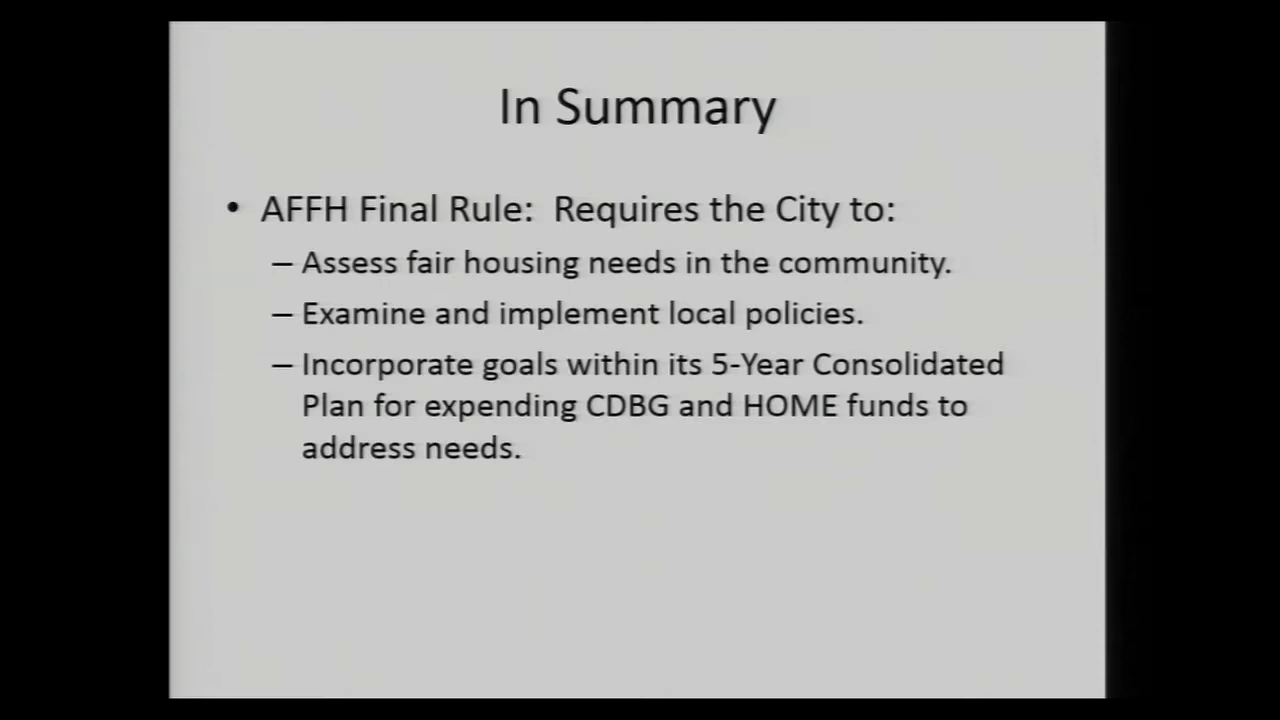 In Summary
• AFFH Final Rule:  Requires the City to:
– Assess fair housing needs in the community.
– Examine and implement local policies.
– Incorporate goals within its 5-Year Consolidated
Plan for expending CDBG and HOME funds to
address needs.